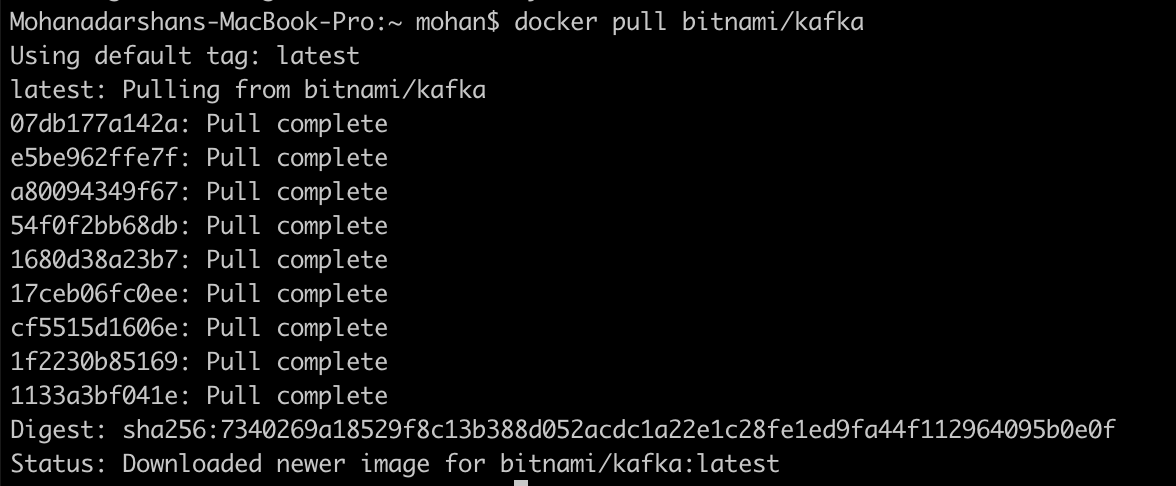 Mohanadarshans-MacBook-Pro:~ mohan$ docker pull bitnami/kafka
Using default tag: latest
latest: Pulling from bitnami/kafka
07db177a142a: Pull complete
e5be962ffe7f: Pull complete
a80094349f67: Pull complete
54f0f2bb68db: Pull complete
1680d38a23b7: Pull complete
17ceb06fc0ee: Pull complete
cf5515d1606e: Pull complete
1f2230b85169: Pull complete
1133a3bf041e: Pull complete
Digest: sha256:7340269a18529f8c13b388d052acdc1a22e1c28fe1ed9fa44f112964095b0e0f
Status: Downloaded newer image for bitnami/kafka:latest